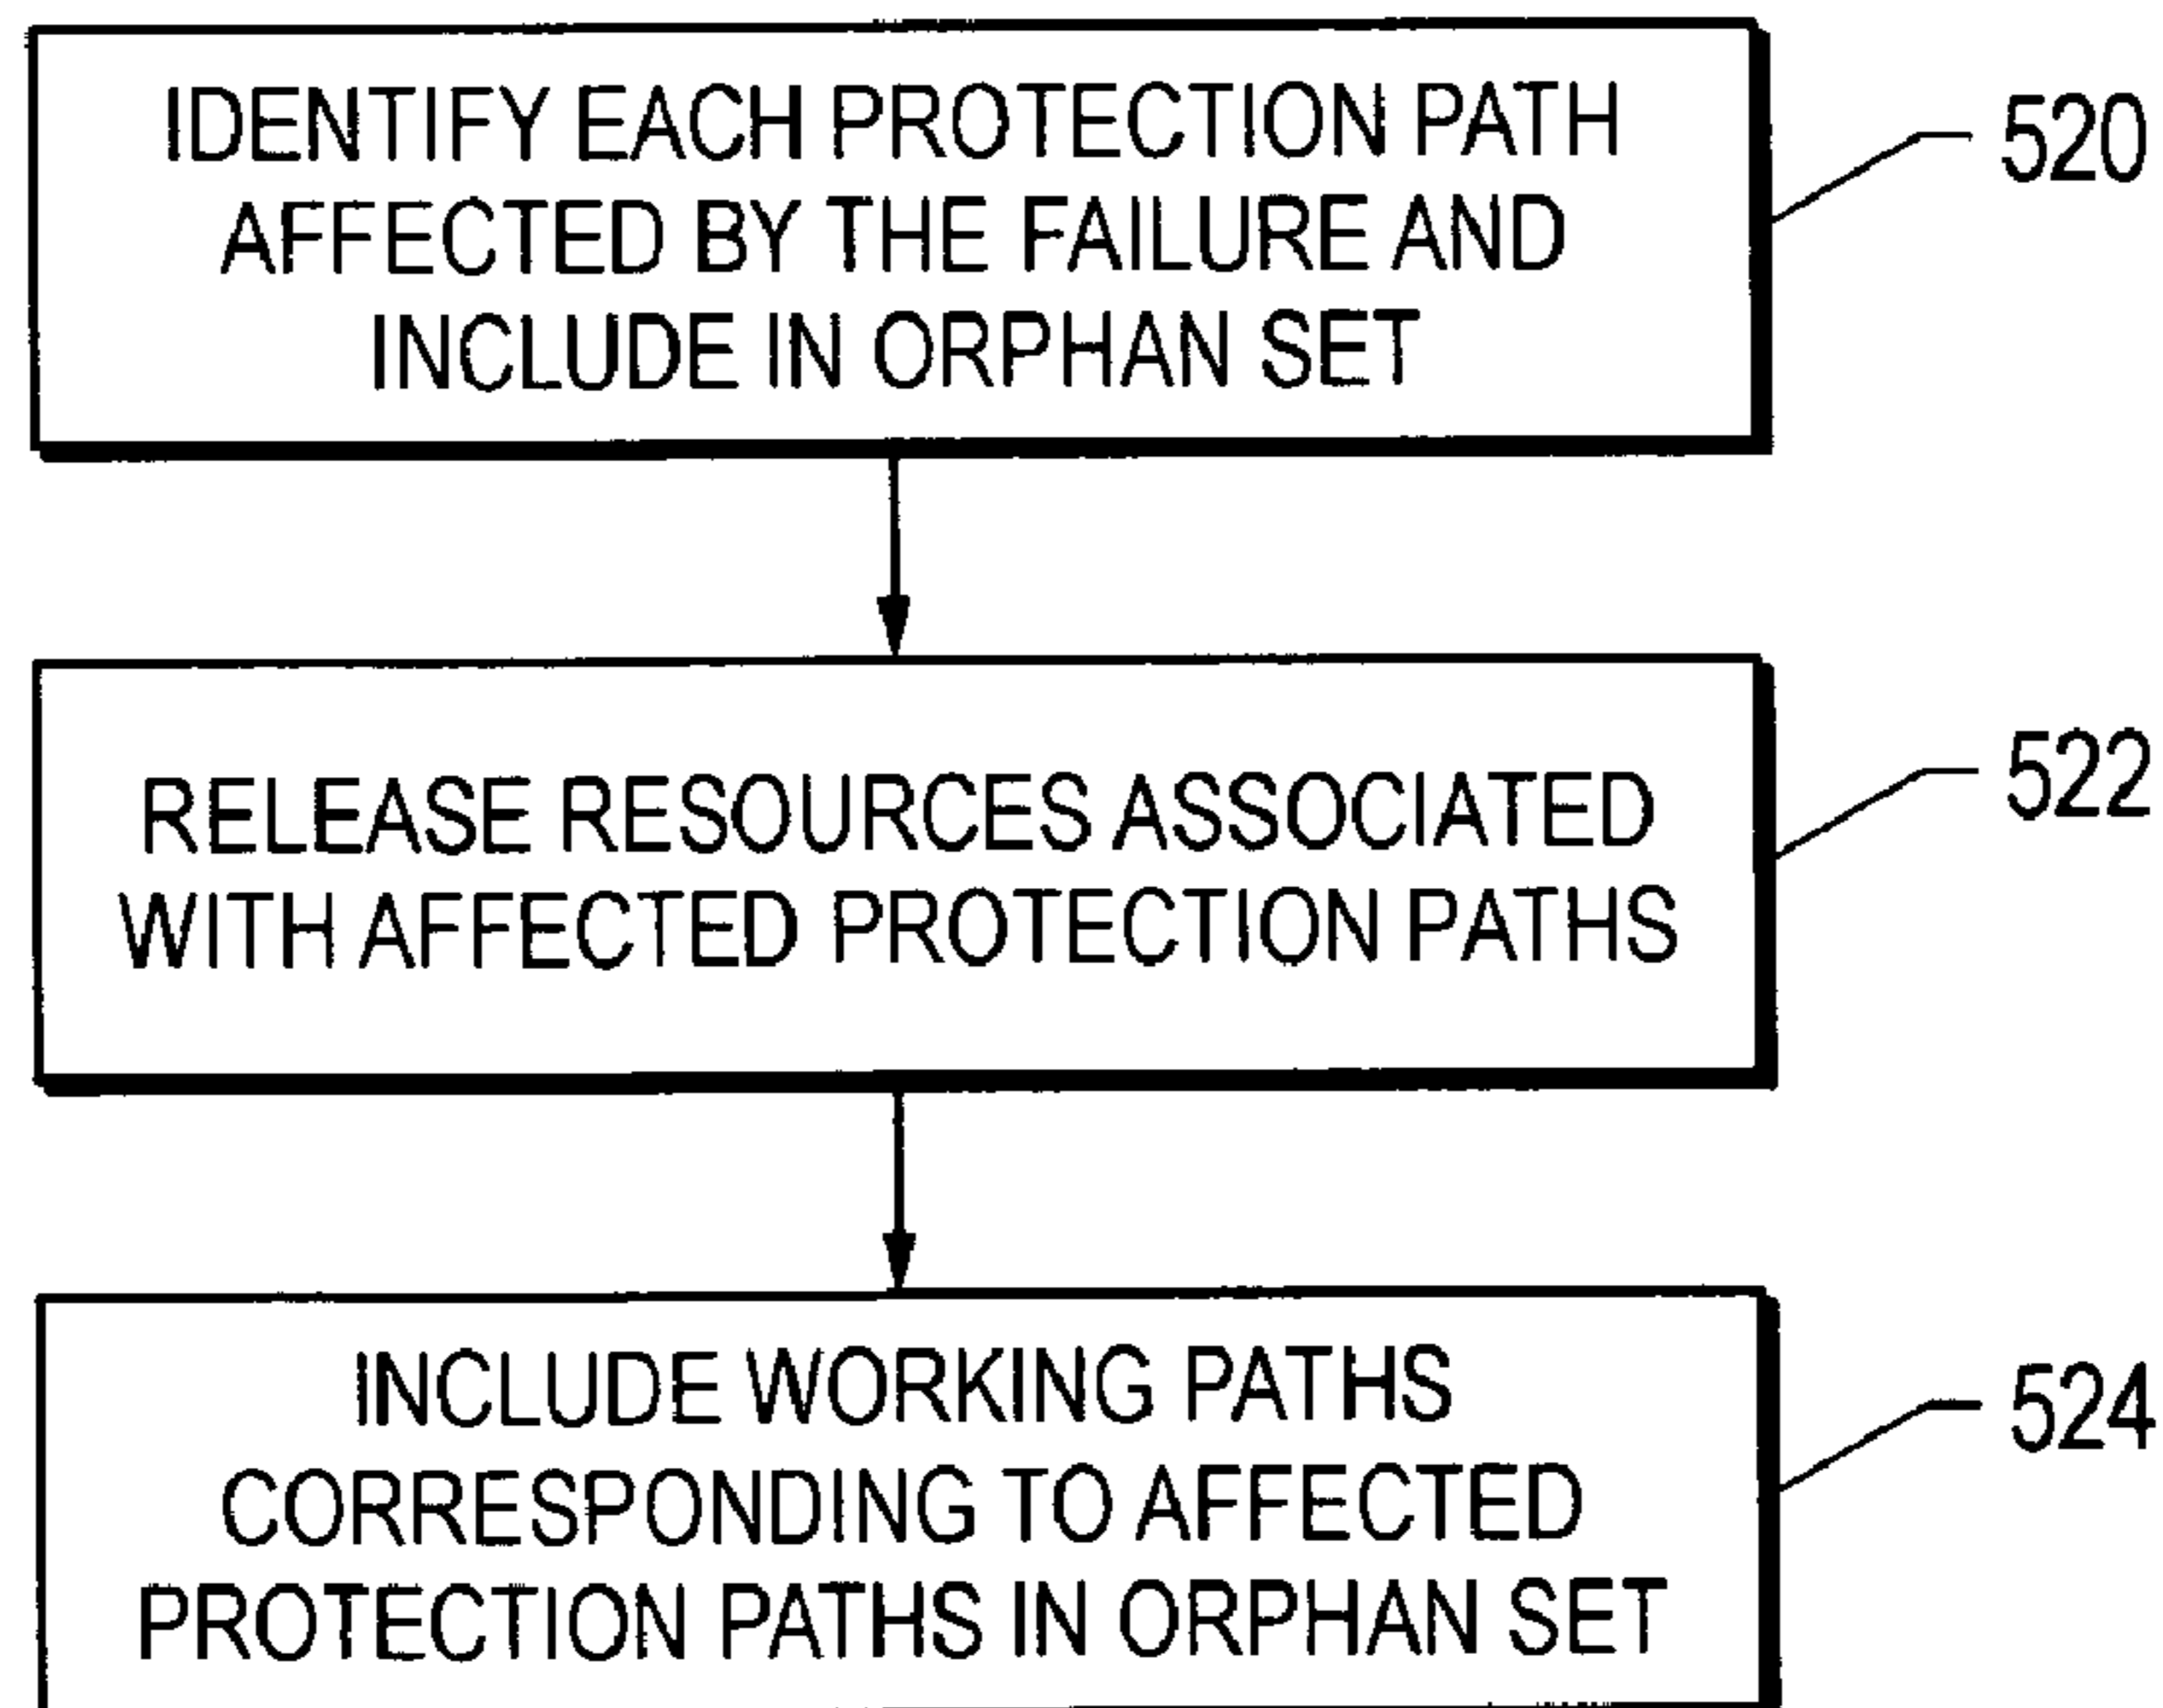 IDENTIFY EACH PROTECTION PATH
AFFECTED BY THE FAILURE AND
INCLUDE IN ORPHAN SET
520
RELEASE RESOURCES ASSOCIATED
WITH AFFECTED PROTECTION PATHS
522
INCLUDE WORKING PATHS
CORRESPONDING TO AFFECTED
PROTECTION PATHS IN ORPHAN SET
524